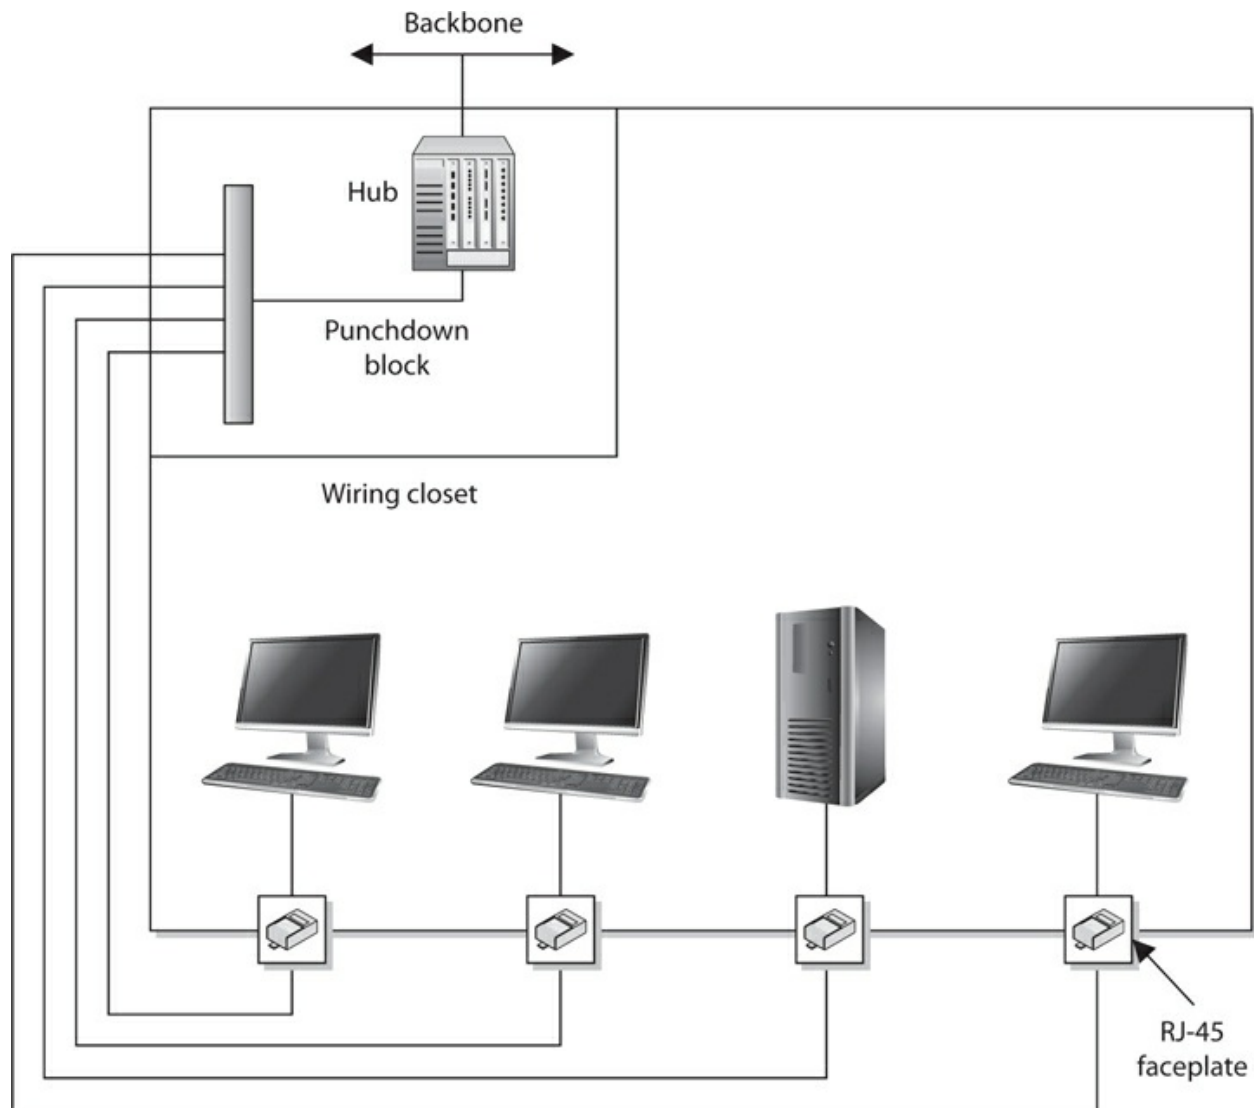 Backbone
Hub
Punchdown
block
Wiring closet
RJ-45
faceplate